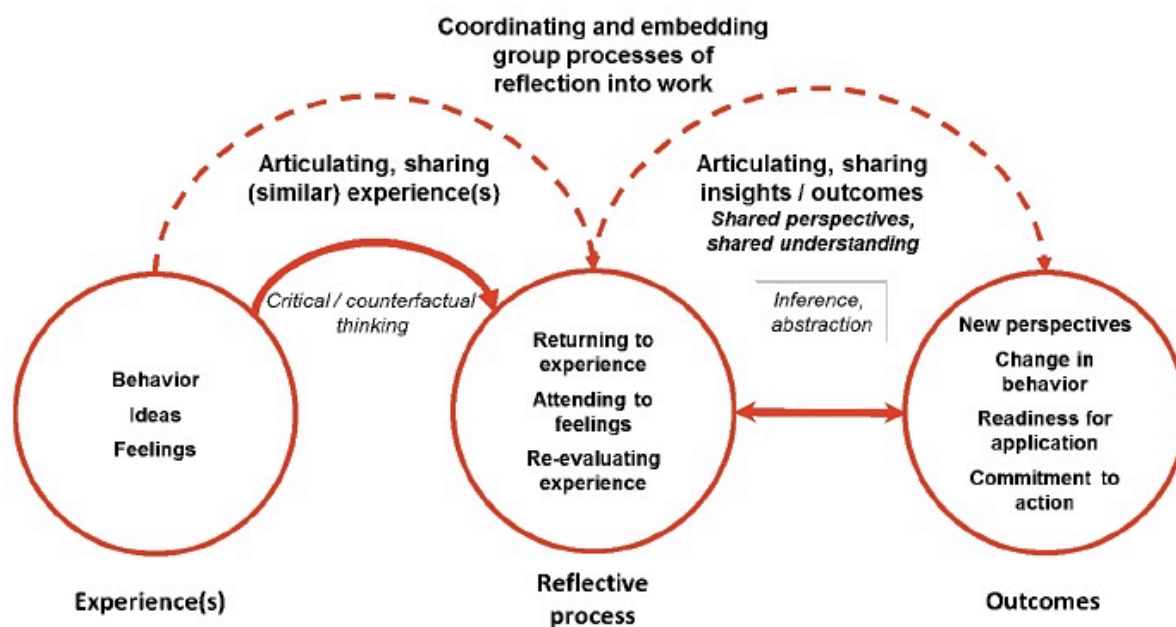 Coordinating and embedding
group processes of
reflection into work
Articulating, sharing
(similar) experience(s)
Articulating, sharing
insights / outcomes
Shared perspectives,
shared understanding
Critical / counterfactual
thinking
Inference,
abstraction
Behavior
Ideas
Feelings
Returning to
experience
Attending to
feelings
Re-evaluating
experience
New perspectives
Change in
behavior
Readiness for
application
Commitment to
action
Experience(s)
Reflective
process
Outcomes